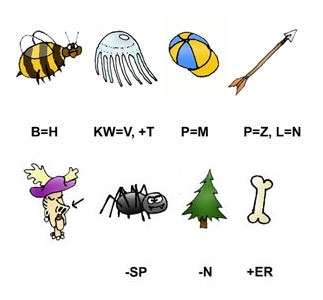 B=H KW=V, +T P=M P=Z, L=N
-SP -N +ER